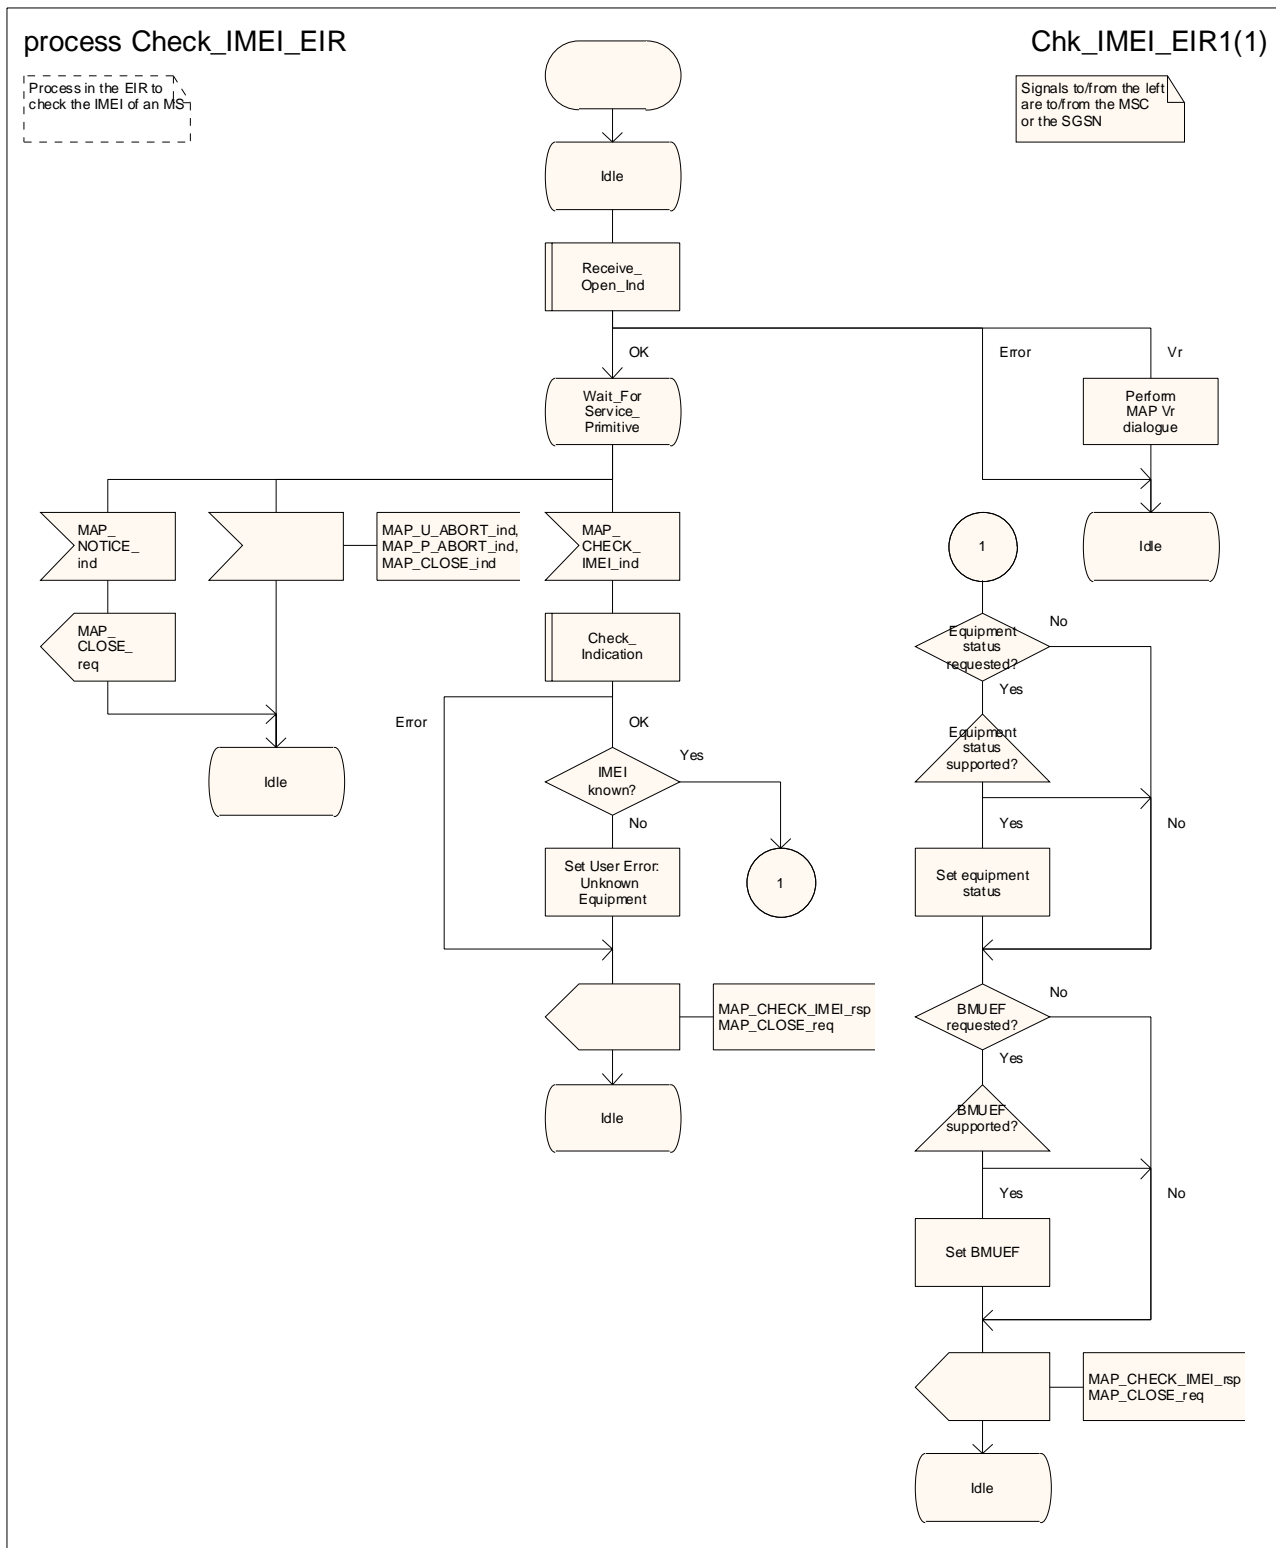 process Check_IMEI_EIR
Chk_IMEI_EIR1(1)
Process in the EIR to
check the IMEI of an MS
Signals to/from the left
are to/from the MSC
or the SGSN
Idle
Receive_
Open_Ind
OK
Error
Vr
Wait_For
Service_
Primitive
Perform
MAP Vr
dialogue
MAP_
NOTICE_
ind
MAP_U_ABORT_ind,
MAP_P_ABORT_ind,
MAP_CLOSE_ind
MAP_
CHECK_
IMEI_ind
1
Idle
MAP_
CLOSE_
req
Check_
Indication
Equipment
status
requested?
No
Yes
Error
OK
Equipment
status
supported?
Idle
IMEI
known?
Yes
No
Yes
No
Set User Error:
Unknown
Equipment
1
Set equipment
status
MAP_CHECK_IMEI_rsp
MAP_CLOSE_req
BMUEF
requested?
No
Yes
Idle
BMUEF
supported?
Yes
No
Set BMUEF
MAP_CHECK_IMEI_rsp
MAP_CLOSE_req
Idle